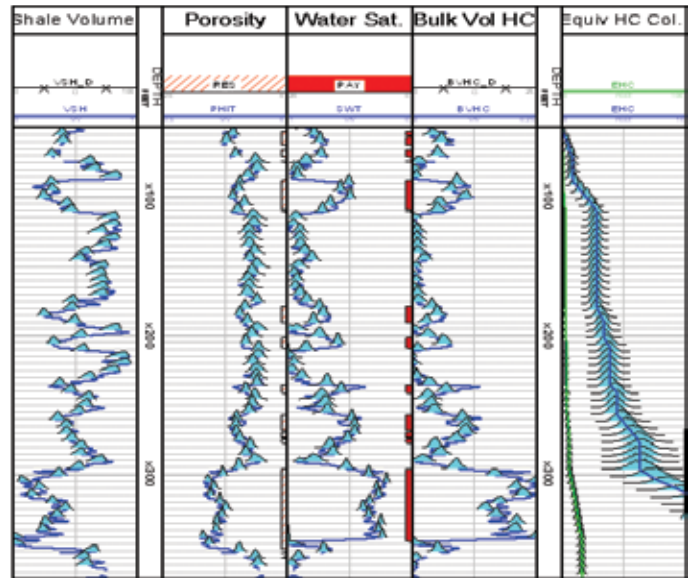 Shale Volume
Porosity
Water Sat.
Bulk Vol HC
Equiv HC Col.
VSH_D
DEPTH
RES
PAY
BVHC_D
DEPTH
EHC
VSH
PHIT
SWT
BVHC
EHC
x100
x100
x200
x200
x300
x300